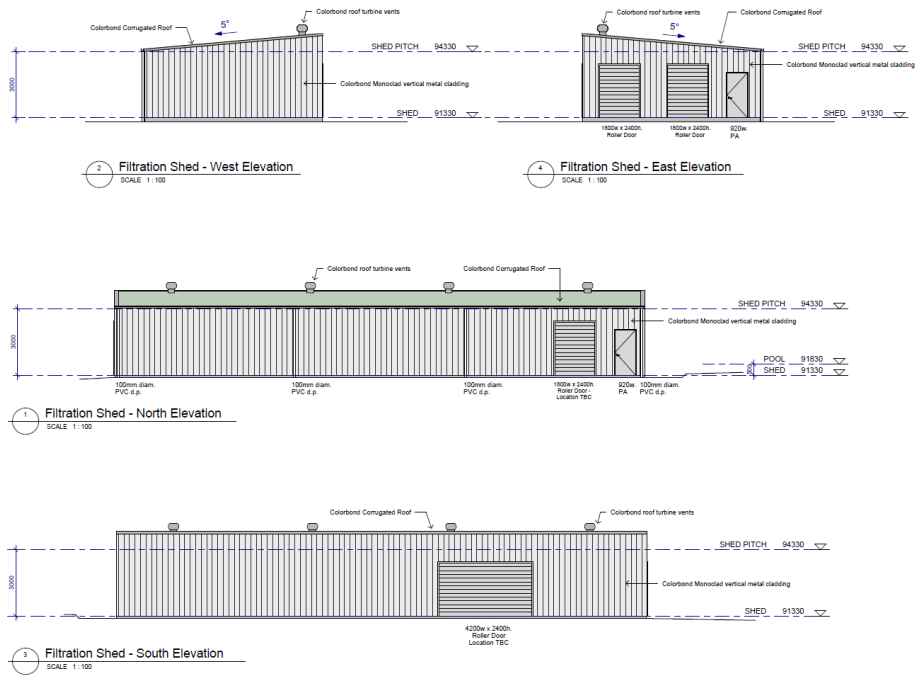 Colorbond roof turbine vents
Colorbond Corrugated Roof
5°
SHED PITCH 94330
3000
Colorbond Monoclad vertical metal cladding
SHED 91330
2 Filtration Shed - West Elevation
SCALE 1 : 100
Colorbond roof turbine vents
Colorbond Corrugated Roof
5°
SHED PITCH 94330
Colorbond Monoclad vertical metal cladding
3000
SHED 91330
1800w x 2400h.
Roller Door
1800w x 2400h.
Roller Door
920w.
PA
4 Filtration Shed - East Elevation
SCALE 1 : 100
Colorbond roof turbine vents
Colorbond Corrugated Roof
SHED PITCH 94330
Colorbond Monoclad vertical metal cladding
3000
POOL 91830
SHED 91330
500
100mm diam.
PVC d.p.
100mm diam.
PVC d.p.
100mm diam.
PVC d.p.
1800w x 2400h.
Roller Door -
Location TBC
920w.
PA
100mm diam.
PVC d.p.
1 Filtration Shed - North Elevation
SCALE 1 : 100
Colorbond Corrugated Roof
Colorbond roof turbine vents
SHED PITCH 94330
3000
Colorbond Monoclad vertical metal cladding
SHED 91330
4200w x 2400h.
Roller Door
Location TBC
3 Filtration Shed - South Elevation
SCALE 1 : 100